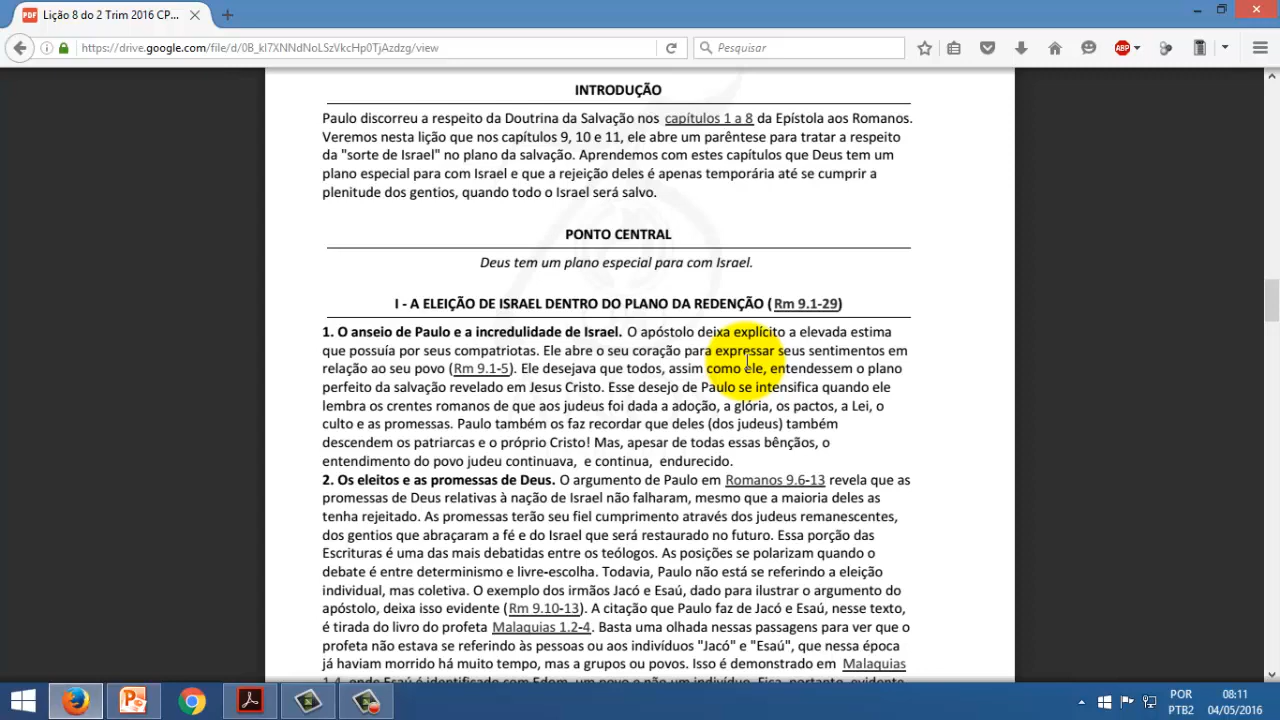 Lição 8 do 2 Trim 2016 CP...
https://drive.google.com/file/d/0B_kl7XNNdNoLSzVkcHp0TjAzdzg/view
Pesquisar
ABP
INTRODUÇÃO
Paulo discorreu a respeito da Doutrina da Salvação nos capítulos 1 a 8 da Epístola aos Romanos.
Veremos nesta lição que nos capítulos 9, 10 e 11, ele abre um parêntese para tratar a respeito
da "sorte de Israel" no plano da salvação. Aprendemos com estes capítulos que Deus tem um
plano especial para com Israel e que a rejeição deles é apenas temporária até se cumprir a
plenitude dos gentios, quando todo o Israel será salvo.
PONTO CENTRAL
Deus tem um plano especial para com Israel.
I - A ELEIÇÃO DE ISRAEL DENTRO DO PLANO DA REDENÇÃO (Rm 9.1-29)
1. O anseio de Paulo e a incredulidade de Israel. O apóstolo deixa explícito a elevada estima
que possuía por seus compatriotas. Ele abre o seu coração para expressar seus sentimentos em
relação ao seu povo (Rm 9.1-5). Ele desejava que todos, assim como ele, entendessem o plano
perfeito da salvação revelado em Jesus Cristo. Esse desejo de Paulo se intensifica quando ele
lembra os crentes romanos de que aos judeus foi dada a adoção, a glória, os pactos, a Lei, o
culto e as promessas. Paulo também os faz recordar que deles (dos judeus) também
descendem os patriarcas e o próprio Cristo! Mas, apesar de todas essas bênçãos, o
entendimento do povo judeu continuava, e continua, endurecido.
2. Os eleitos e as promessas de Deus. O argumento de Paulo em Romanos 9.6-13 revela que as
promessas de Deus relativas à nação de Israel não falharam, mesmo que a maioria deles as
tenha rejeitado. As promessas terão seu fiel cumprimento através dos judeus remanescentes,
dos gentios que abraçaram a fé e do Israel que será restaurado no futuro. Essa porção das
Escrituras é uma das mais debatidas entre os teólogos. As posições se polarizam quando o
debate é entre determinismo e livre-escolha. Todavia, Paulo não está se referindo a eleição
individual, mas coletiva. O exemplo dos irmãos Jacó e Esaú, dado para ilustrar o argumento do
apóstolo, deixa isso evidente (Rm 9.10-13). A citação que Paulo faz de Jacó e Esaú, nesse texto,
é tirada do livro do profeta Malaquias 1.2-4. Basta uma olhada nessas passagens para ver que o
profeta não estava se referindo às pessoas ou aos indivíduos "Jacó" e "Esaú", que nessa época
já haviam morrido há muito tempo, mas a grupos ou povos. Isso é demonstrado em Malaquias
1.4, onde Esaú é identificado com Edom, um povo e não um indivíduo. Fica, portanto, evidente
POR
PTB2
08:11
04/05/2016